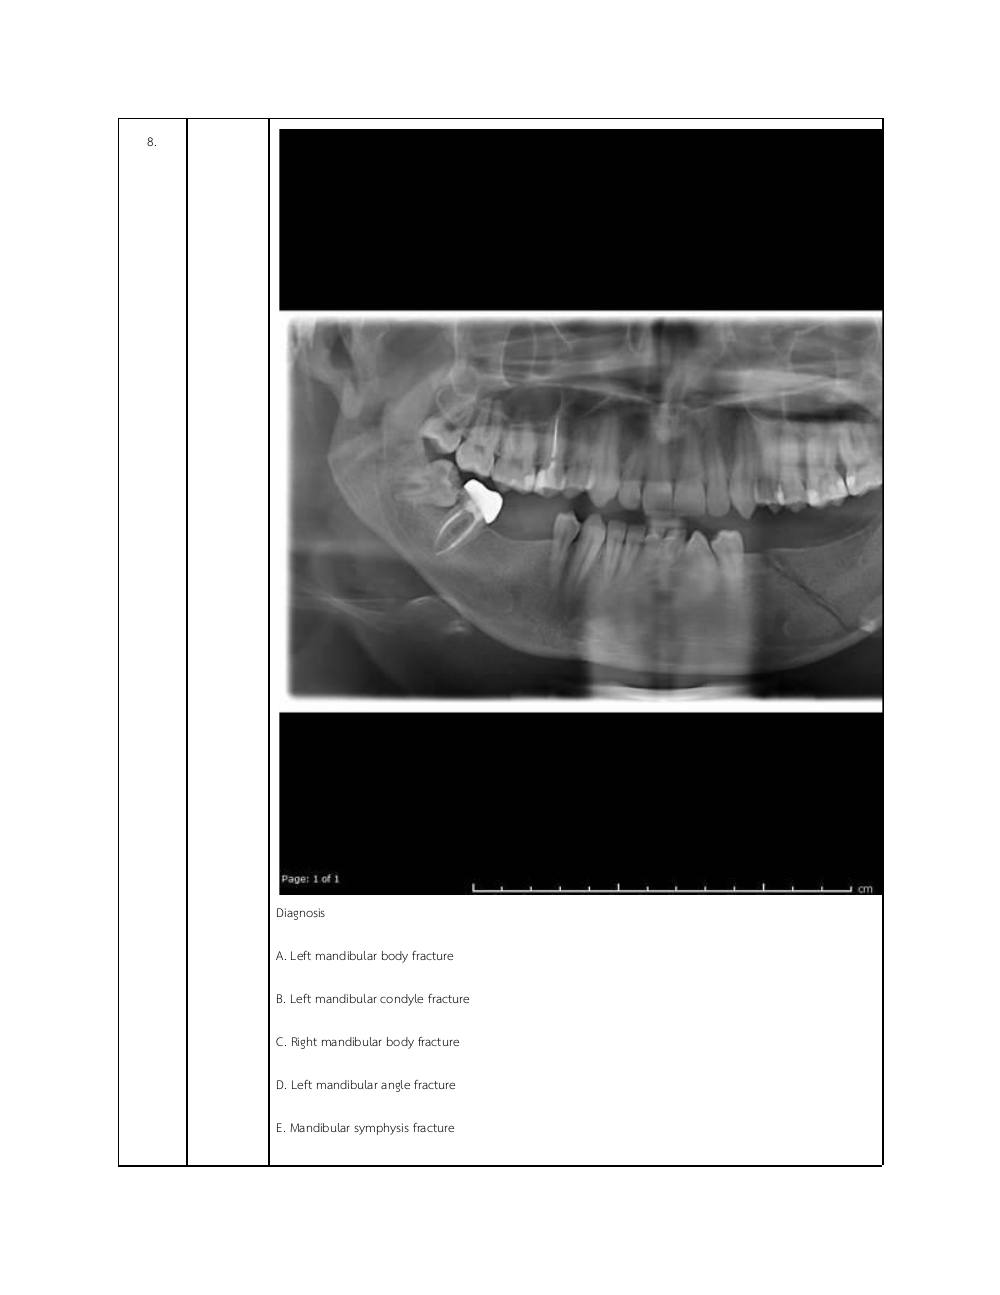 8.
Page: 1 of 1
cm
Diagnosis
A. Left mandibular body fracture
B. Left mandibular condyle fracture
C. Right mandibular body fracture
D. Left mandibular angle fracture
E. Mandibular symphysis fracture